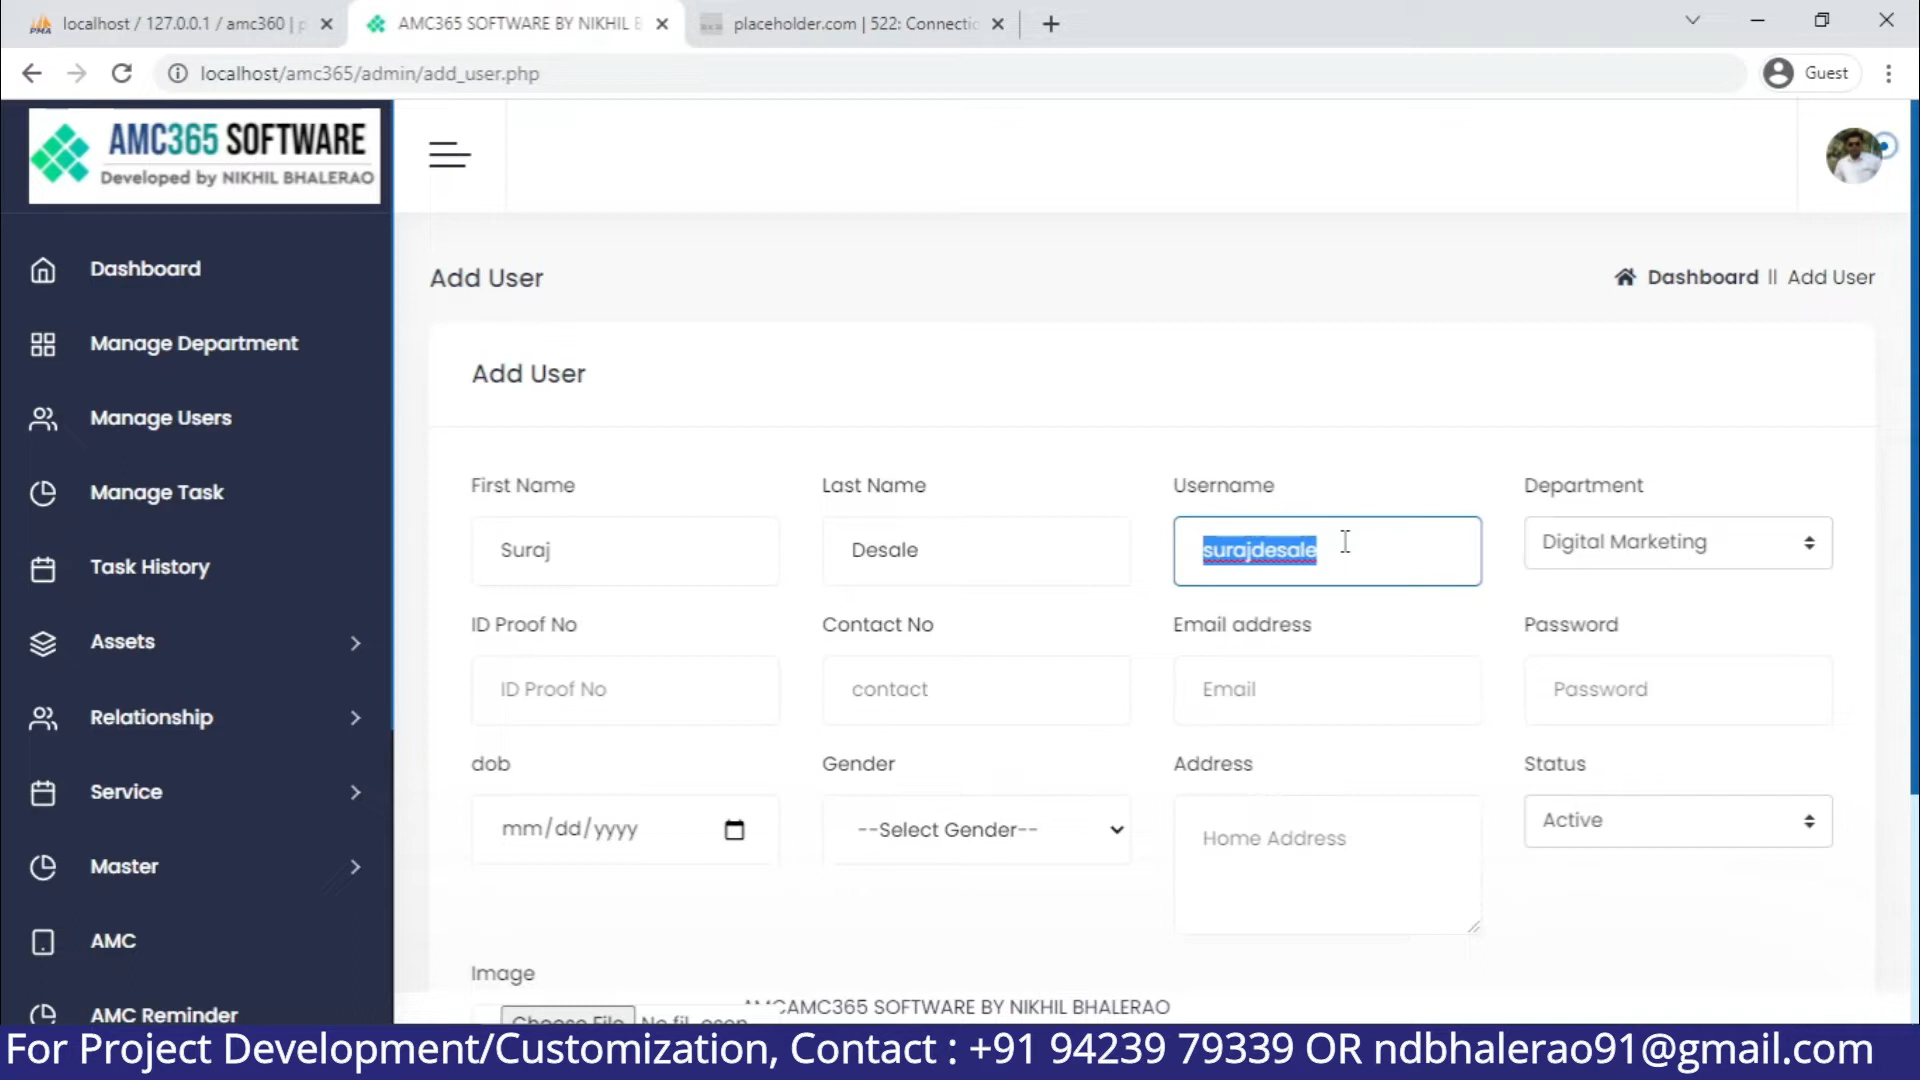 localhost / 127.0.0.1 / amc360 | p
AMC365 SOFTWARE BY NIKHIL B
placeholder.com | 522: Connectio
localhost/amc365/admin/add_user.php
Guest
AMC365 SOFTWARE
Developed by NIKHIL BHALERAO
Dashboard
Manage Department
Manage Users
Manage Task
Task History
Assets
Relationship
Service
Master
AMC
AMC Reminder
Add User
Dashboard || Add User
Add User
First Name
Last Name
Username
Department
Suraj
Desale
surajdesale
Digital Marketing
ID Proof No
Contact No
Email address
Password
ID Proof No
contact
Email
Password
dob
Gender
Address
Status
mm/dd/yyyy
--Select Gender--
Home Address
Active
Image
Choose File No fil
AMC365 SOFTWARE BY NIKHIL BHALERAO
For Project Development/Customization, Contact : +91 94239 79339 OR ndbhalerao91@gmail.com